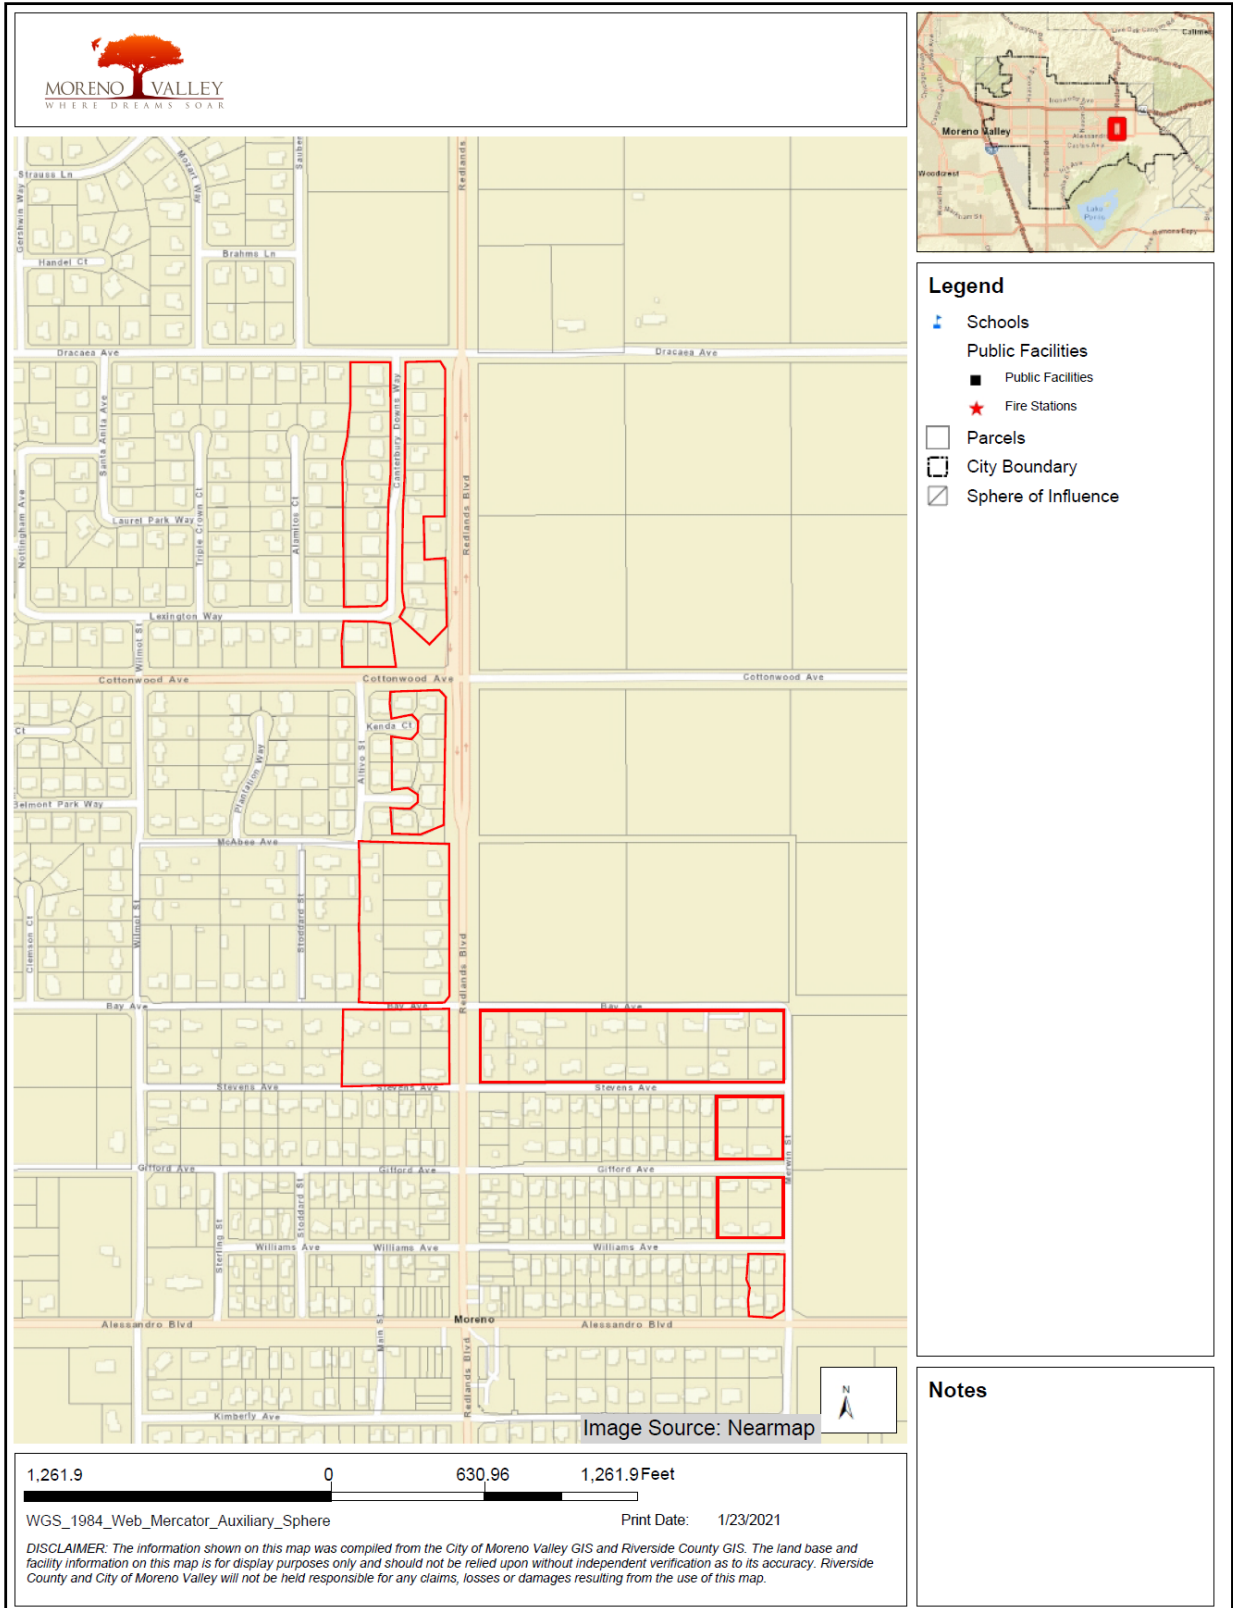 MORENO VALLEY
WHERE DREAMS SOAR
Moreno Valley
Woodcrest
Lake
Perris
Ramona Expy
Legend
Schools
Public Facilities
Public Facilities
Fire Stations
Parcels
City Boundary
Sphere of Influence
Notes
Strauss Ln
Gershwin Way
Mozart Way
Redlands
Handel Ct
Brahms Ln
Dracaea Ave
Dracaea Ave
Santa Anita Ave
Canterbury Downs Way
Nottingham Ave
Laurel Park Way
Triple Crown Ct
Alamitos Ct
Redlands Blvd
Lexington Way
Wilmot St
Cottonwood Ave
Cottonwood Ave
Cottonwood Ave
Ct
Kenda Ct
Plantation Way
Altivo St
Belmont Park Way
McAbee Ave
Clemson Ct
Wilmot St
Stoddard St
Redlands Blvd
Bay Ave
Bay Ave
Bay Ave
Stevens Ave
Stevens Ave
Stevens Ave
Merwin St
Gifford Ave
Gifford Ave
Gifford Ave
Stoddard St
Sterling St
Williams Ave
Williams Ave
Williams Ave
Alessandro Blvd
Moreno
Alessandro Blvd
Main St
Redlands Blvd
Kimberly Ave
N
Image Source: Nearmap
1,261.9
0
630.96
1,261.9 Feet
WGS_1984_Web_Mercator_Auxiliary_Sphere
Print Date: 1/23/2021
DISCLAIMER: The information shown on this map was compiled from the City of Moreno Valley GIS and Riverside County GIS. The land base and
facility information on this map is for display purposes only and should not be relied upon without independent verification as to its accuracy. Riverside
County and City of Moreno Valley will not be held responsible for any claims, losses or damages resulting from the use of this map.